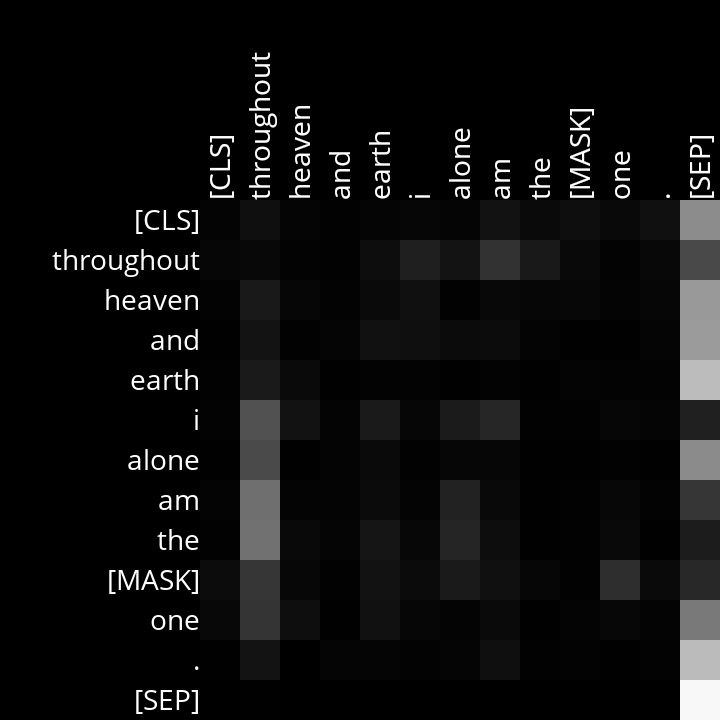 [CLS] throughout heaven and earth i alone am the [MASK] one . [SEP]
[CLS]
throughout
heaven
and
earth
i
alone
am
the
[MASK]
one
.
[SEP]